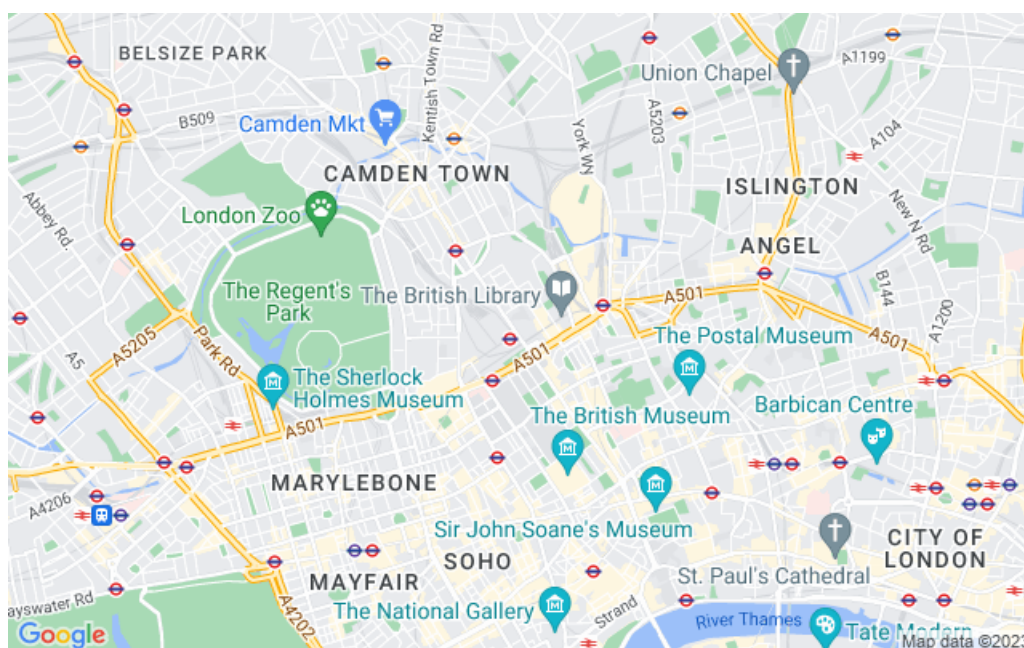 BELSIZE PARK
Kentish Town Rd
A1199
Union Chapel
B509
Camden Mkt
A5203
York Wy
A104
CAMDEN TOWN
ISLINGTON
Abbey Rd.
London Zoo
New N Rd
ANGEL
The Regent's
Park
The British Library
A501
B144
A1200
A5205
Park Rd
A5
A501
The Postal Museum
A501
The Sherlock
Holmes Museum
The British Museum
Barbican Centre
A501
MARYLEBONE
A4206
Sir John Soane's Museum
CITY OF
LONDON
SOHO
MAYFAIR
St. Paul's Cathedral
ayswater Rd
A4202
The National Gallery
Strand
River Thames
Google
Tate Modern
Map data ©2023